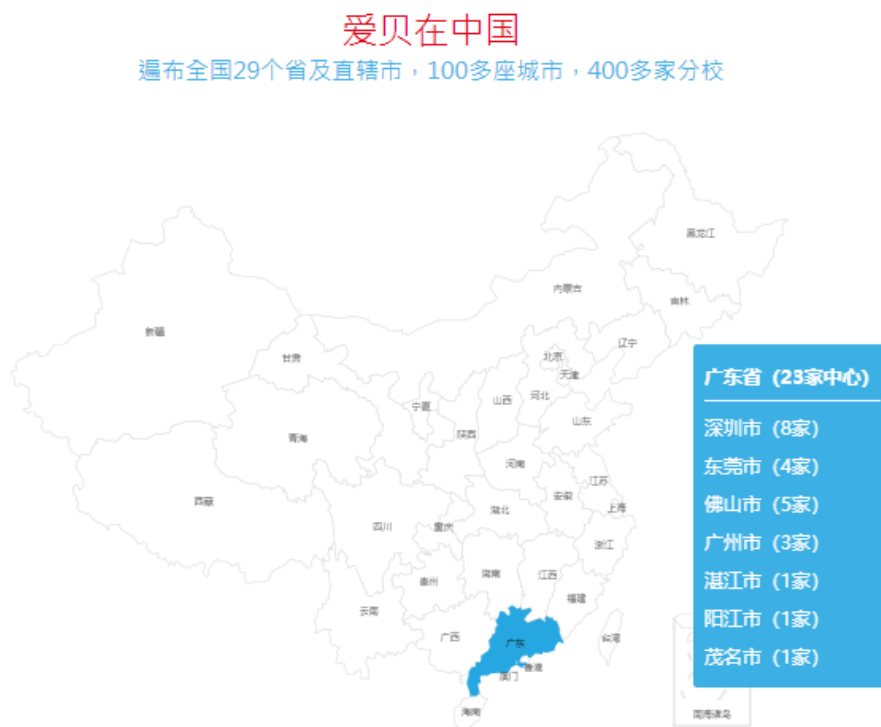 爱贝在中国
遍布全国29个省及直辖市，100多座城市，400多家分校
黑龙江
内蒙古
吉林
新疆
辽宁
北京
甘肃
天津
河北
山西
宁夏
山东
陕西
青海
河南
江苏
安徽
西藏
上海
湖北
四川
重庆
浙江
湖南
江西
贵州
福建
云南
广西
广东
台湾
香港
澳门
海南
南海诸岛
广东省（23家中心）
深圳市（8家）
东莞市（4家）
佛山市（5家）
广州市（3家）
湛江市（1家）
阳江市（1家）
茂名市（1家）